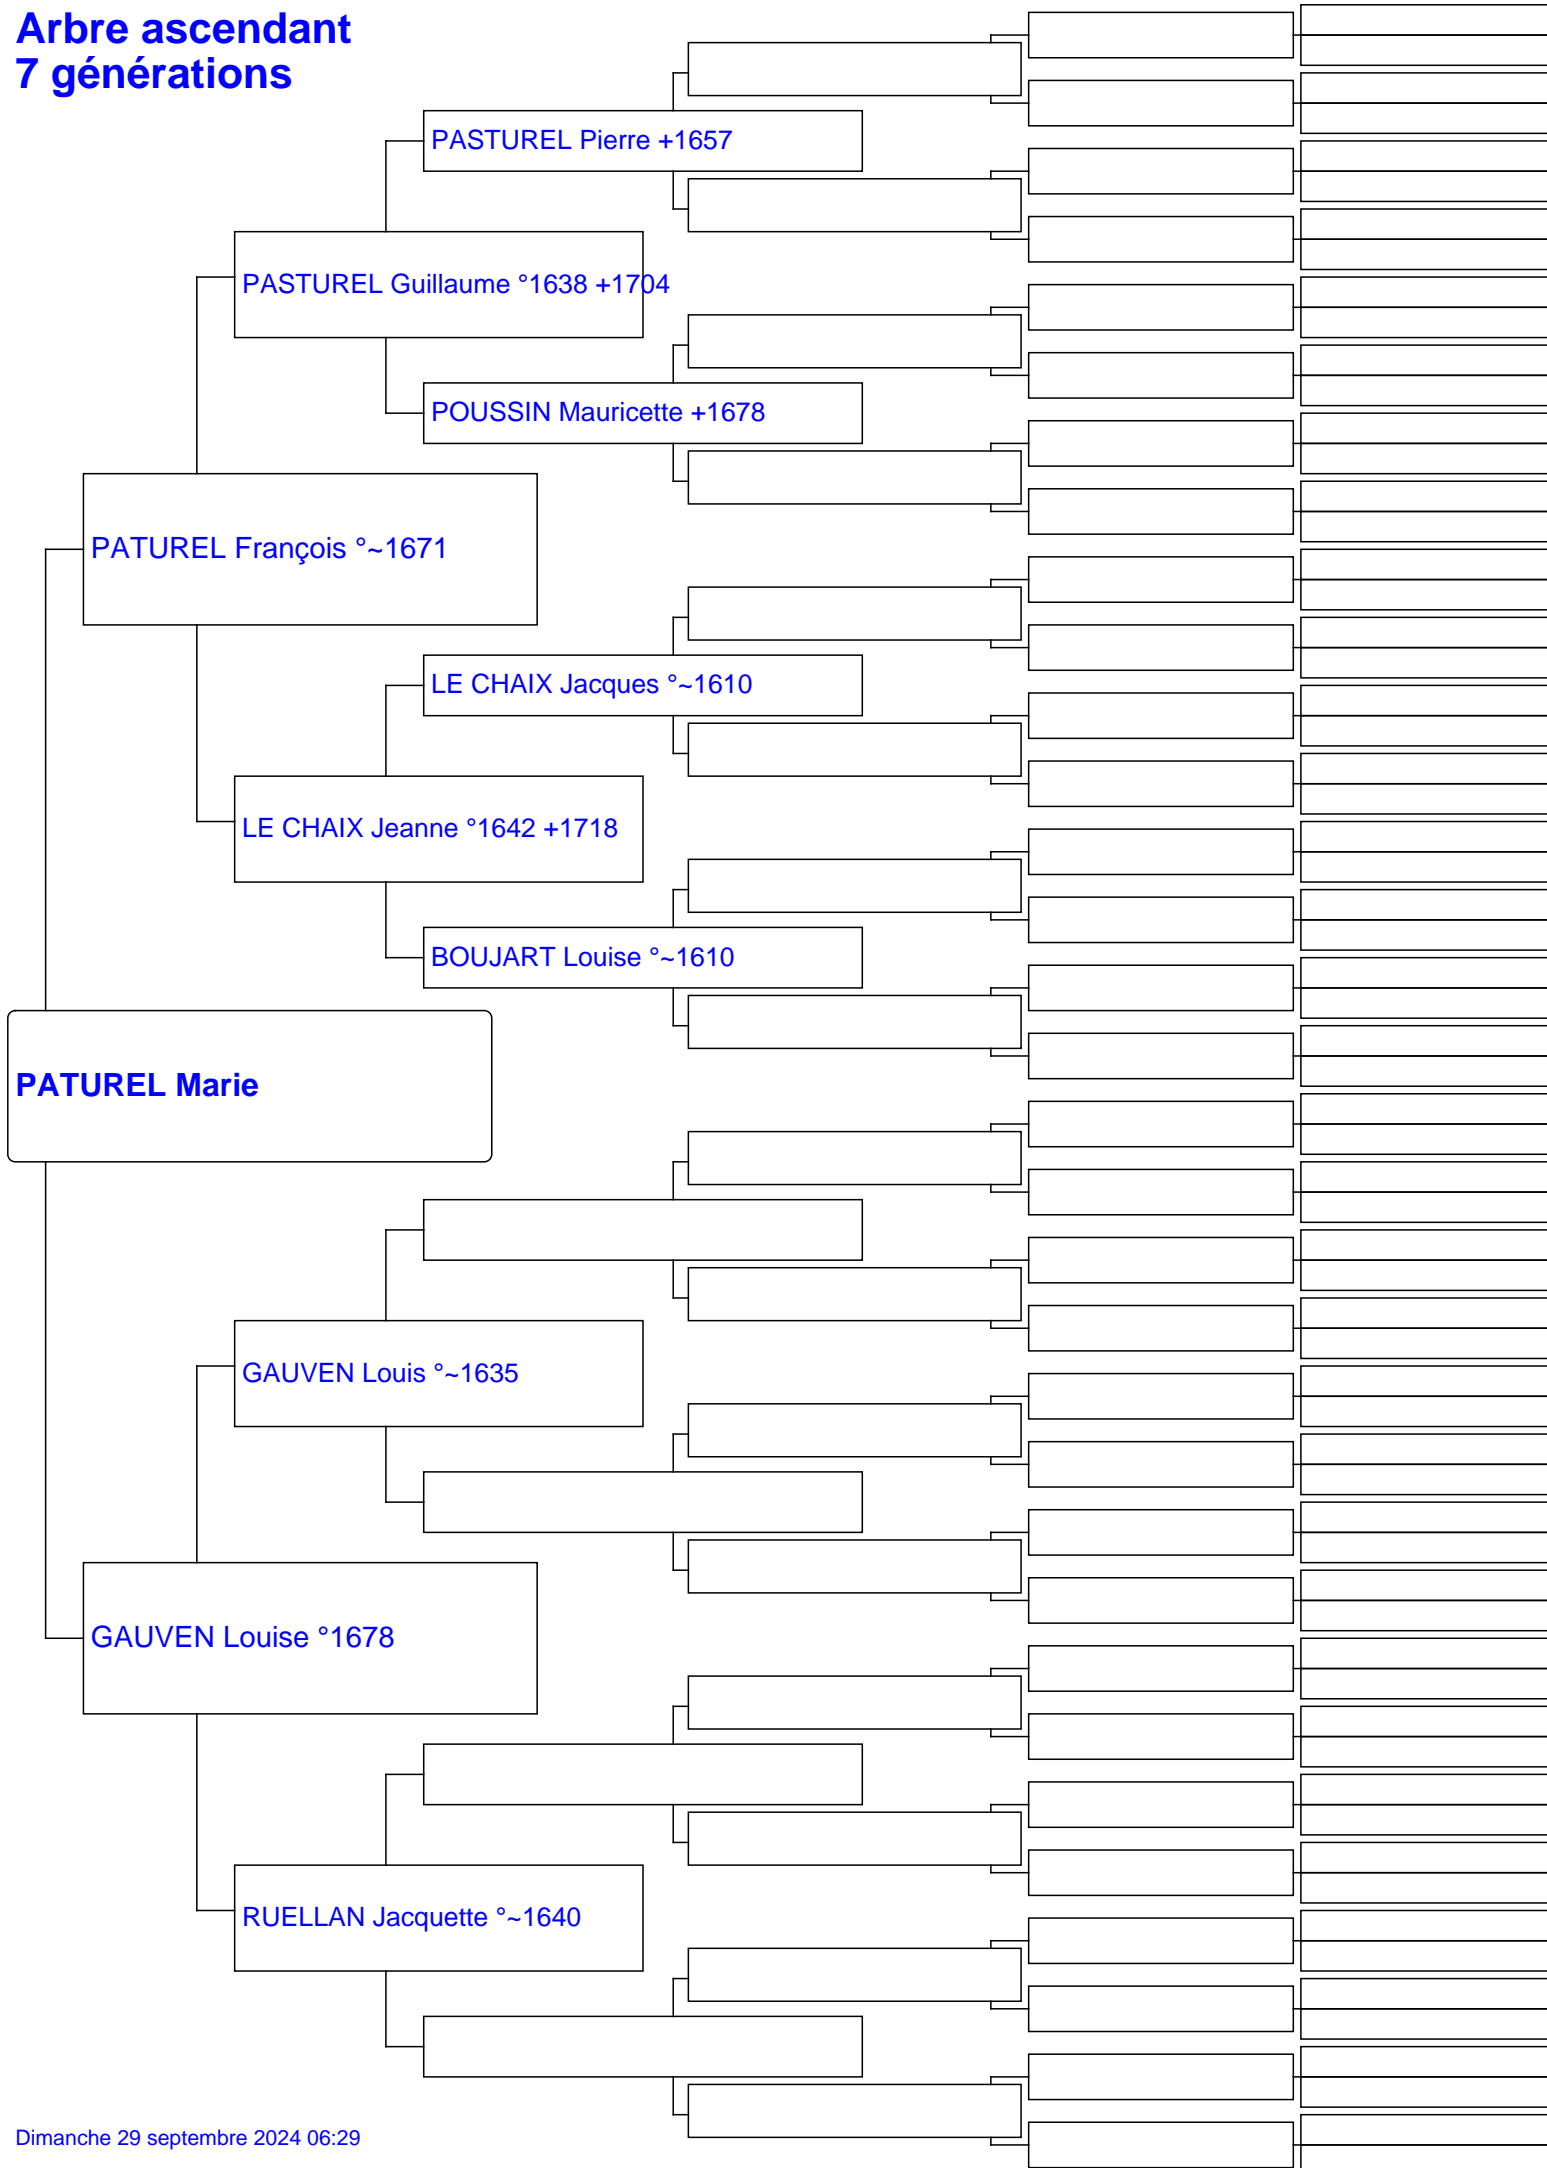 Arbre ascendant
7 générations
PASTUREL Pierre +1657
PASTUREL Guillaume °1638 +1704
POUSSIN Mauricette +1678
PATUREL François °~1671
LE CHAIX Jacques °~1610
LE CHAIX Jeanne °1642 +1718
BOUJART Louise °~1610
PATUREL Marie
GAUVEN Louis °~1635
GAUVEN Louise °1678
RUELLAN Jacquette °~1640
Dimanche 29 septembre 2024 06:29